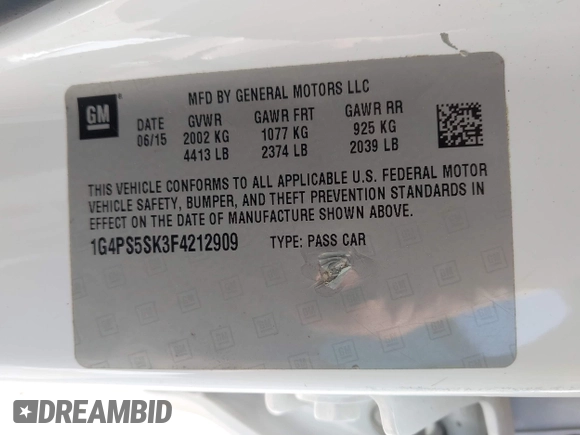 MFD BY GENERAL MOTORS LLC
GM
DATE GVWR GAWR FRT GAWR RR
06/15 2002 KG 1077 KG 925 KG
4413 LB 2374 LB 2039 LB
THIS VEHICLE CONFORMS TO ALL APPLICABLE U.S. FEDERAL MOTOR
VEHICLE SAFETY, BUMPER, AND THEFT PREVENTION STANDARDS IN
EFFECT ON THE DATE OF MANUFACTURE SHOWN ABOVE.
1G4PS5SK3F4212909 TYPE: PASS CAR
DREAMBID